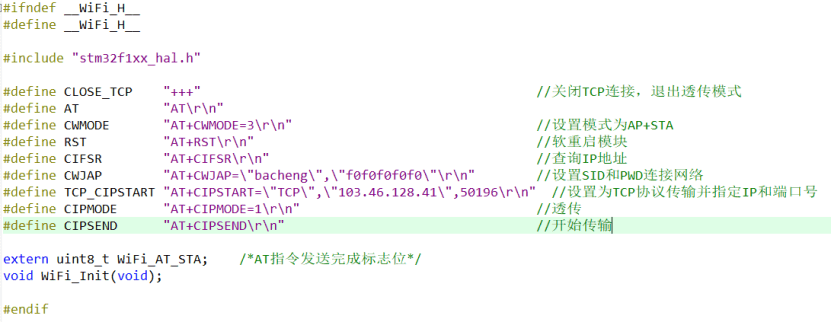 #ifndef __WiFi_H__
#define __WiFi_H__
#include "stm32f1xx_hal.h"
#define CLOSE_TCP "+++" //关闭TCP连接，退出透传模式
#define AT "AT\r\n"
#define CWMODE "AT+CWMODE=3\r\n" //设置模式为AP+STA
#define RST "AT+RST\r\n" //软重启模块
#define CIFSR "AT+CIFSR\r\n" //查询IP地址
#define CWJAP "AT+CWJAP=\"bacheng\",\"f0f0f0f0f0\"\r\n" //设置SID和PWD连接网络
#define TCP_CIPSTART "AT+CIPSTART=\"TCP\",\"103.46.128.41\",50196\r\n" //设置为TCP协议传输并指定IP和端口号
#define CIPMODE "AT+CIPMODE=1\r\n" //透传
#define CIPSEND "AT+CIPSEND\r\n" //开始传输
extern uint8_t WiFi_AT_STA; /*AT指令发送完成标志位*/
void WiFi_Init(void);
#endif